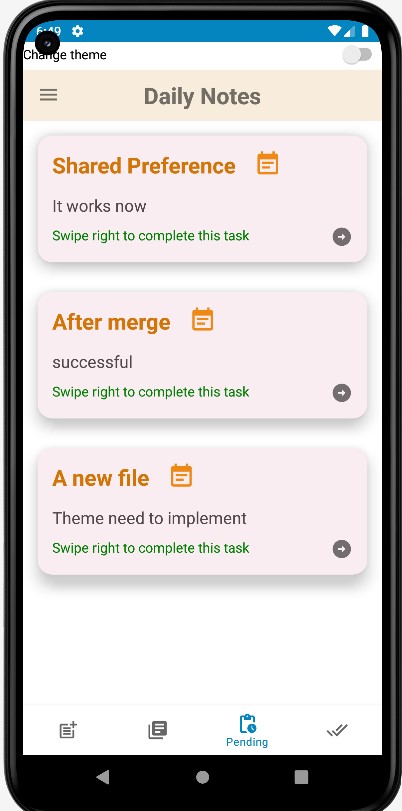 6:49
Change theme
Daily Notes
Shared Preference
It works now
Swipe right to complete this task
After merge
successful
Swipe right to complete this task
A new file
Theme need to implement
Swipe right to complete this task
Pending